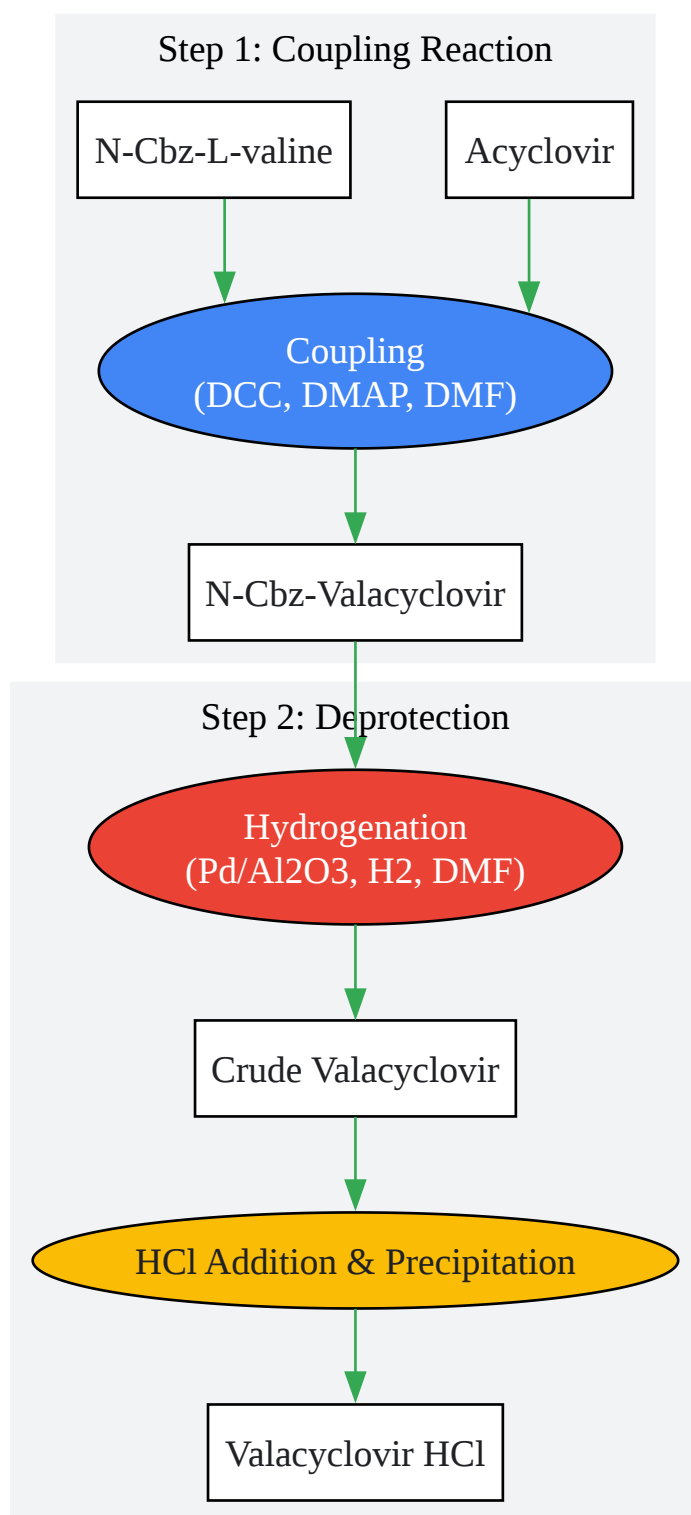 Step 1: Coupling Reaction
N-Cbz-L-valine
Acyclovir
Coupling
(DCC, DMAP, DMF)
N-Cbz-Valacyclovir
Step 2: Deprotection
Hydrogenation
(Pd/Al2O3, H2, DMF)
Crude Valacyclovir
HCl Addition & Precipitation
Valacyclovir HCl